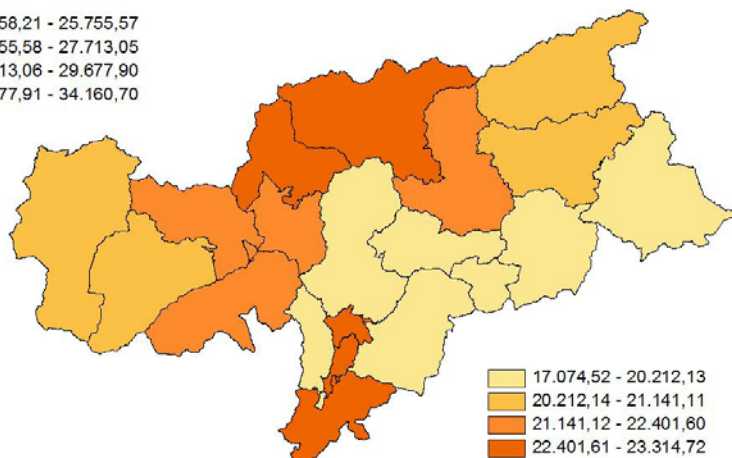 58,21 - 25.755,57
55,58 - 27.713,05
13,06 - 29.677,90
77,91 - 34.160,70
17.074,52 - 20.212,13
20.212,14 - 21.141,11
21.141,12 - 22.401,60
22.401,61 - 23.314,72